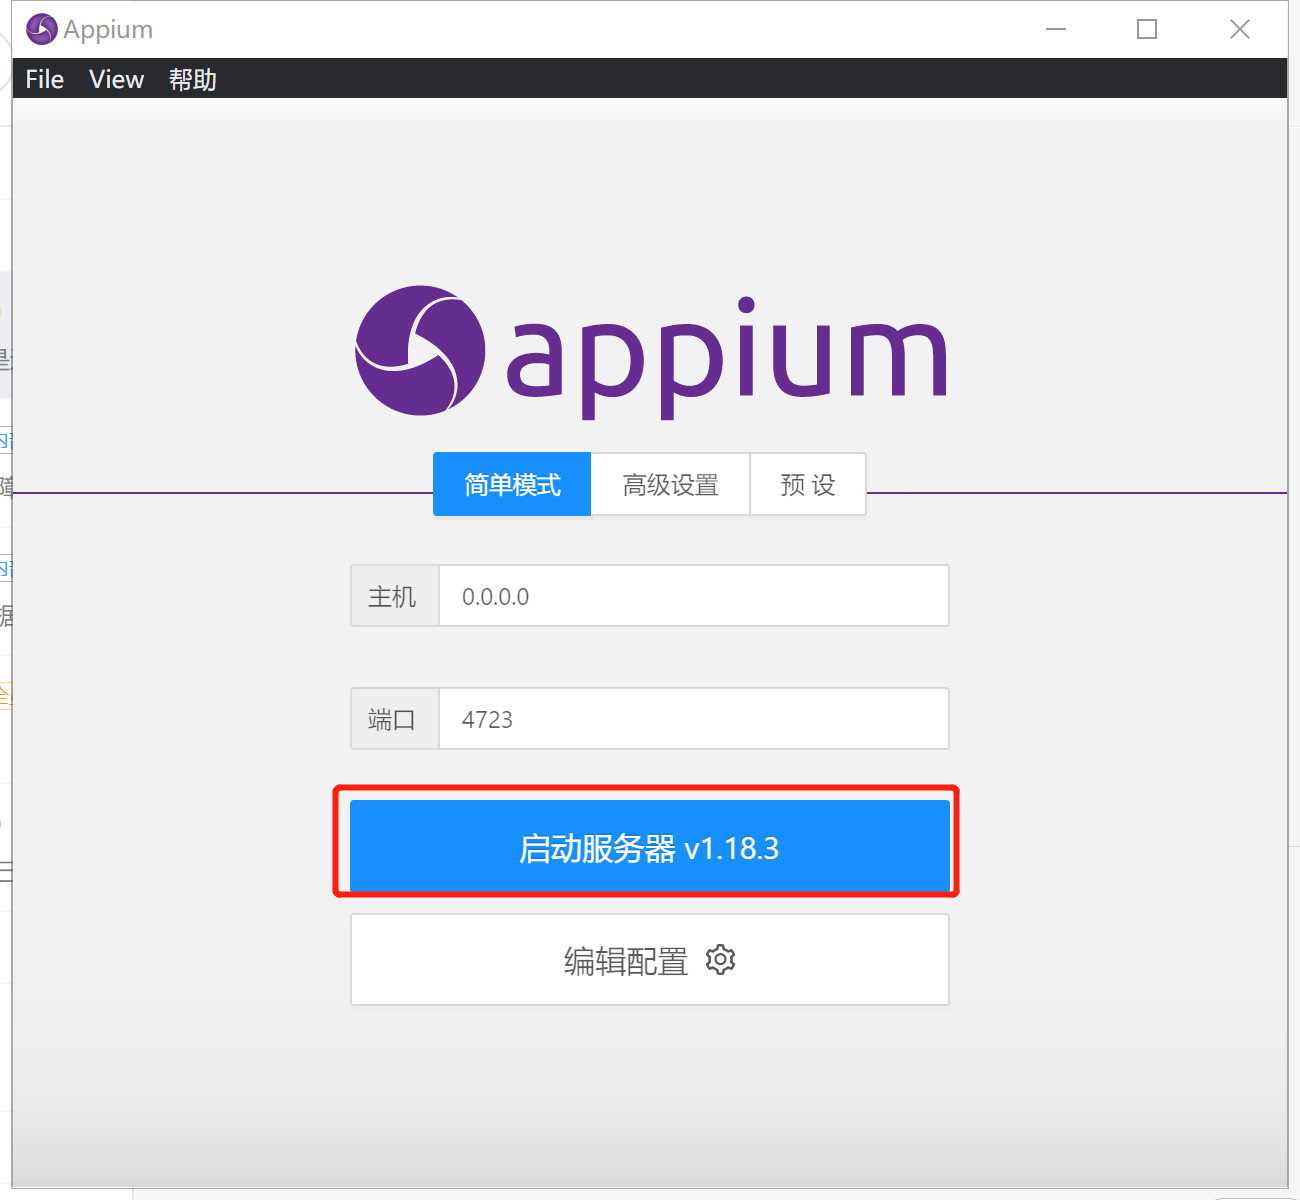 Appium
File View 帮助
appium
简单模式 高级设置 预设
主机 0.0.0.0
端口 4723
启动服务器 v1.18.3
编辑配置